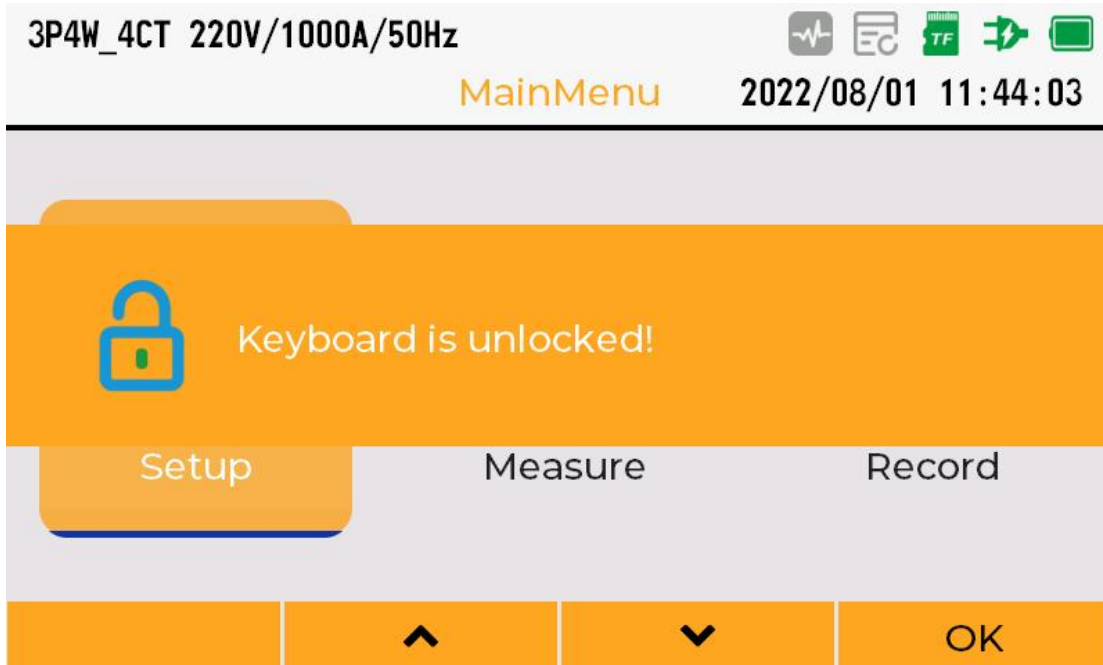 3P4W_4CT 220V/1000A/50Hz
TF
MainMenu 2022/08/01 11:44:03
Keyboard is unlocked!
Setup Measure Record
OK